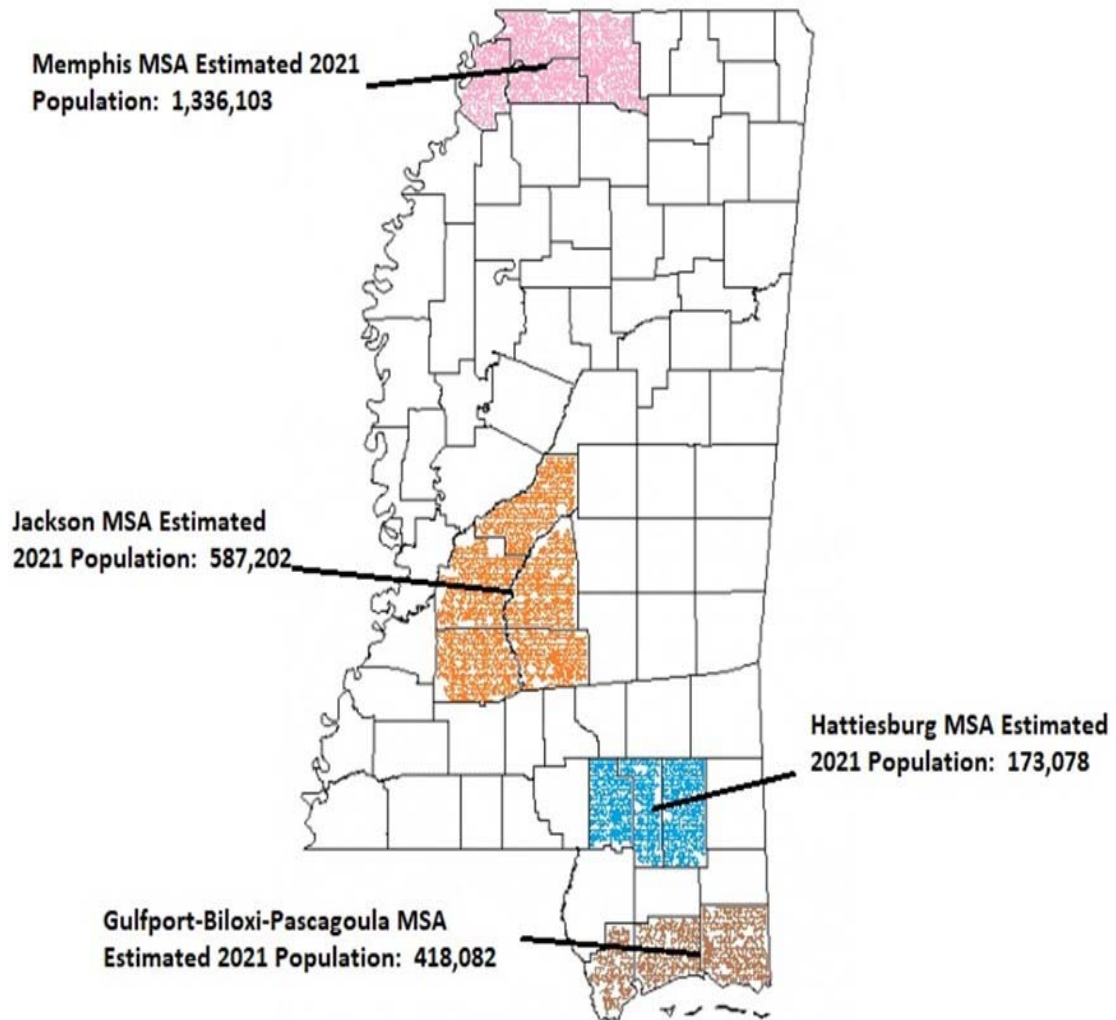 Memphis MSA Estimated 2021
Population: 1,336,103
Jackson MSA Estimated
2021 Population: 587,202
Hattiesburg MSA Estimated
2021 Population: 173,078
Gulfport-Biloxi-Pascagoula MSA
Estimated 2021 Population: 418,082